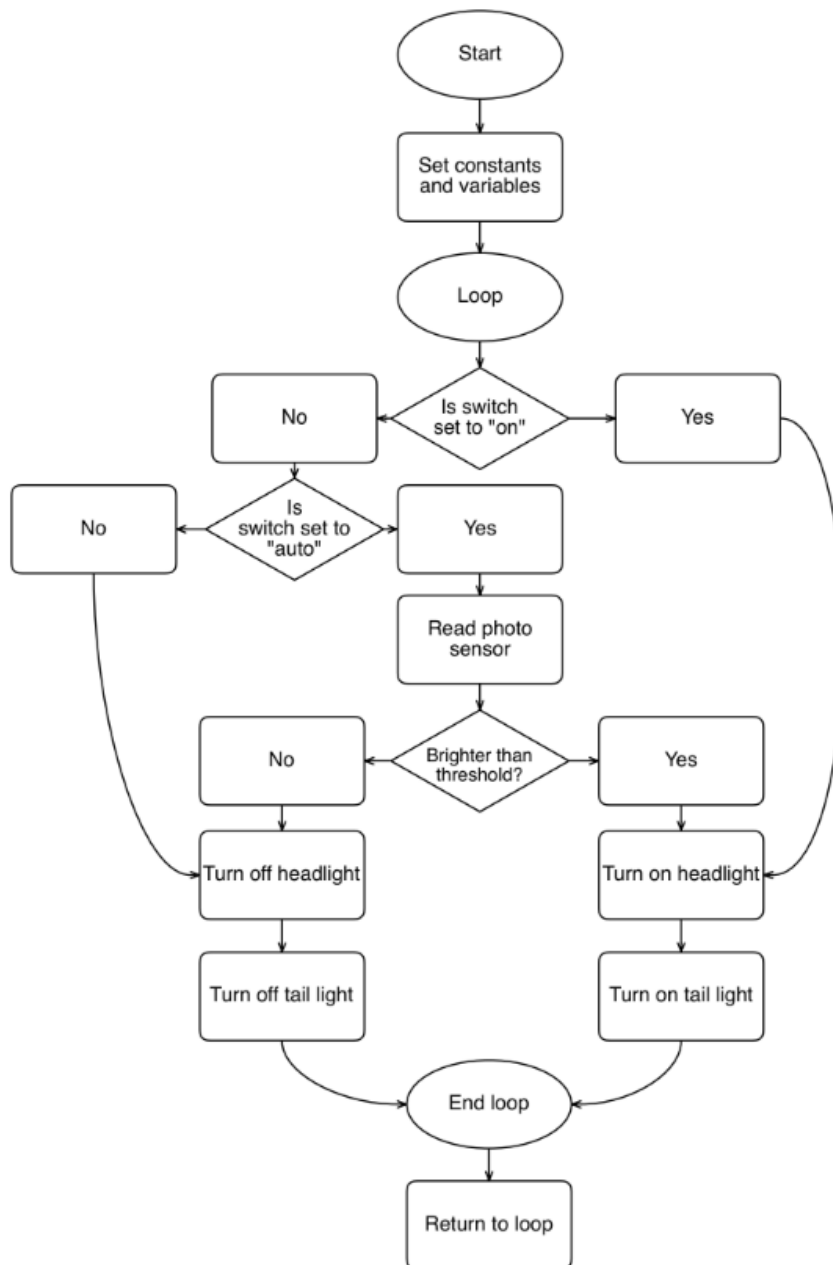 Start
Set constants
and variables
Loop
No
Is switch
set to "on"
Yes
No
Is
switch set to
"auto"
Yes
Read photo
sensor
No
Brighter than
threshold?
Yes
Turn off headlight
Turn on headlight
Turn off tail light
Turn on tail light
End loop
Return to loop